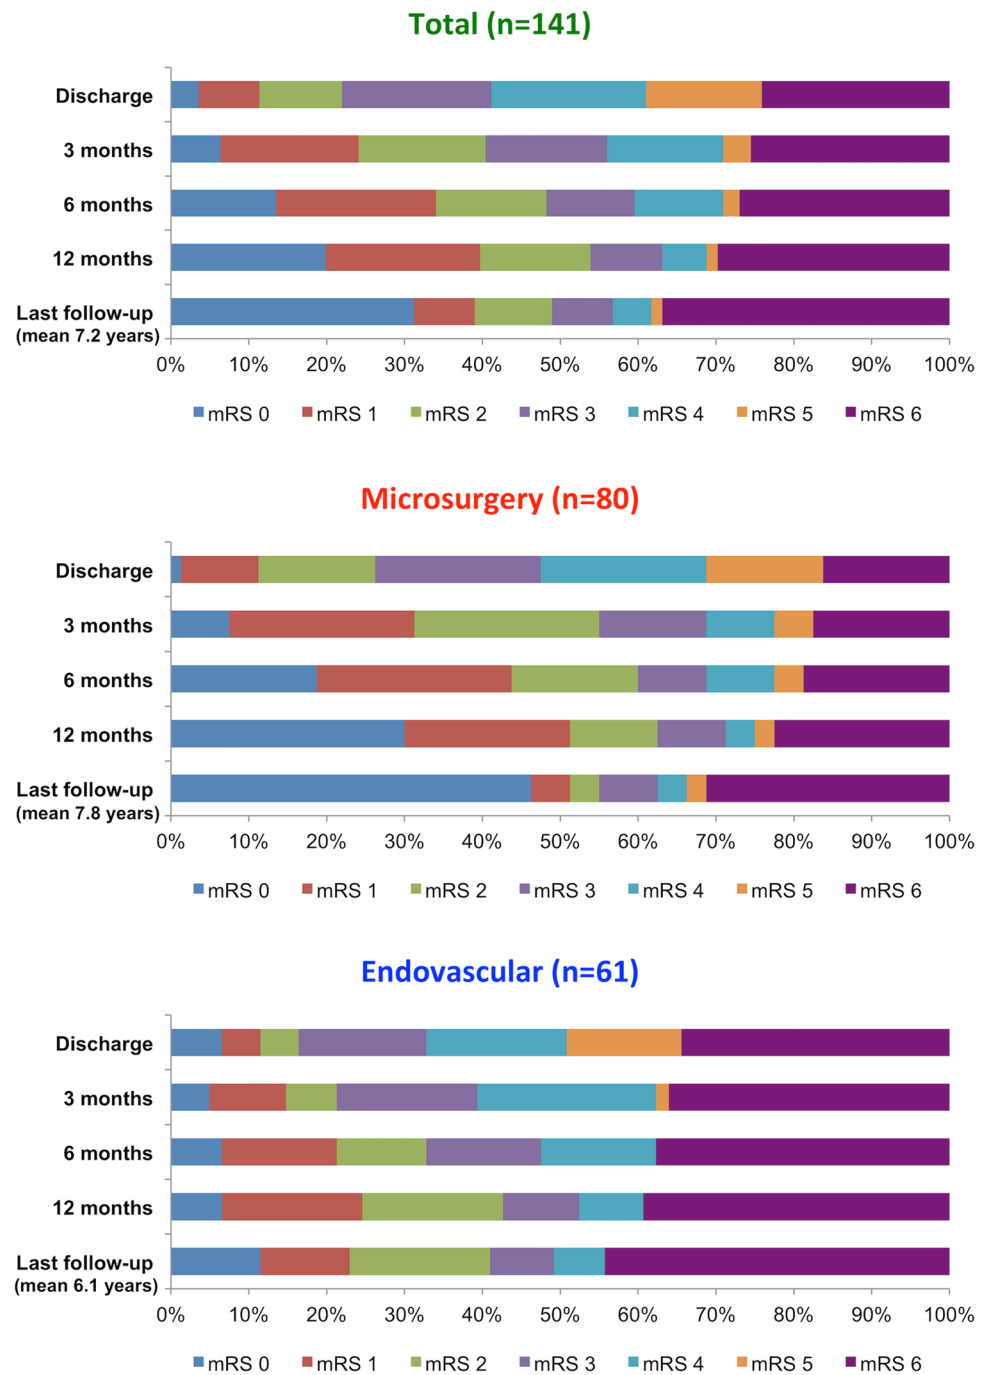 Total (n=141)
Discharge
3 months
6 months
12 months
Last follow-up
(mean 7.2 years)
0% 10% 20% 30% 40% 50% 60% 70% 80% 90% 100%
mRS 0 mRS 1 mRS 2 mRS 3 mRS 4 mRS 5 mRS 6
Microsurgery (n=80)
Discharge
3 months
6 months
12 months
Last follow-up
(mean 7.8 years)
0% 10% 20% 30% 40% 50% 60% 70% 80% 90% 100%
mRS 0 mRS 1 mRS 2 mRS 3 mRS 4 mRS 5 mRS 6
Endovascular (n=61)
Discharge
3 months
6 months
12 months
Last follow-up
(mean 6.1 years)
0% 10% 20% 30% 40% 50% 60% 70% 80% 90% 100%
mRS 0 mRS 1 mRS 2 mRS 3 mRS 4 mRS 5 mRS 6